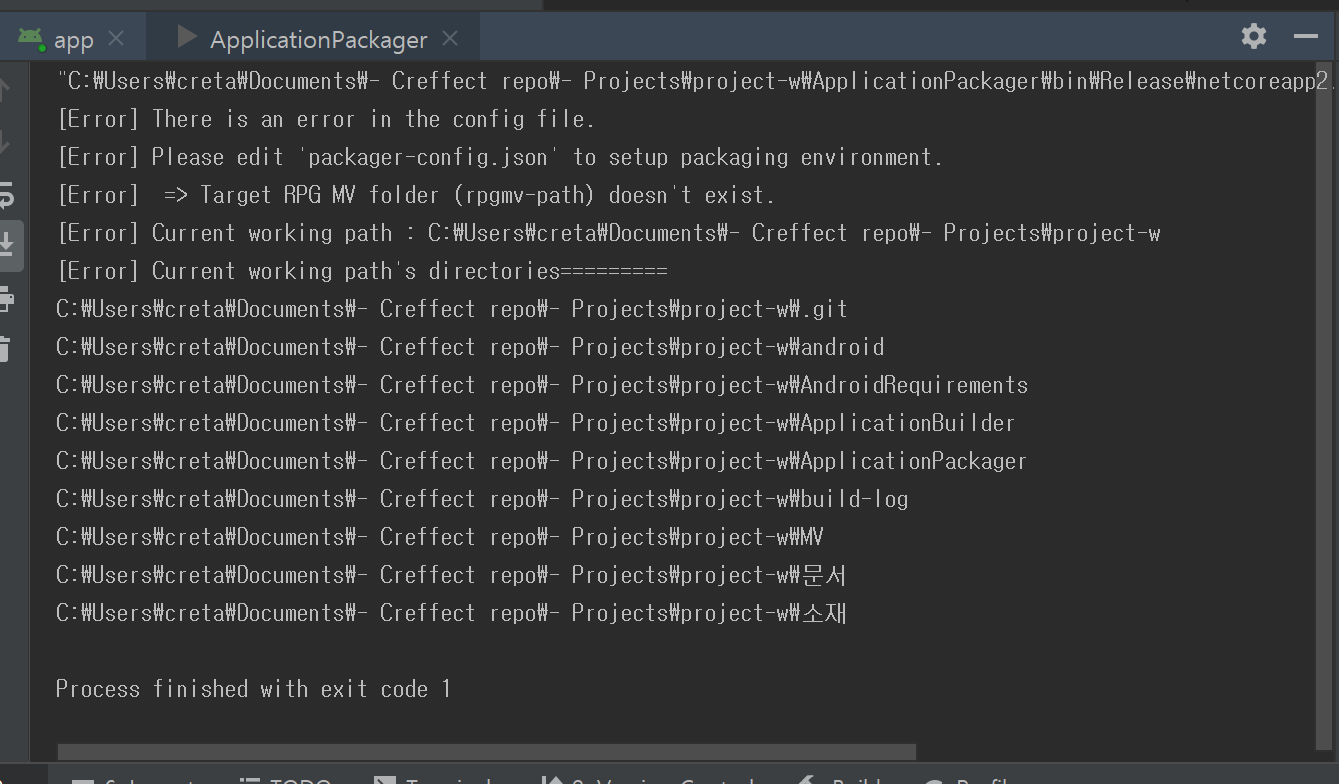 app
ApplicationPackager
"C:₩Users₩creta₩Documents₩- Creffect repo₩- Projects₩project-w₩ApplicationPackager₩bin₩Release₩netcoreapp2.
[Error] There is an error in the config file.
[Error] Please edit 'packager-config.json' to setup packaging environment.
[Error]  => Target RPG MV folder (rpgmv-path) doesn't exist.
[Error] Current working path : C:₩Users₩creta₩Documents₩- Creffect repo₩- Projects₩project-w
[Error] Current working path's directories=========
C:₩Users₩creta₩Documents₩- Creffect repo₩- Projects₩project-w₩.git
C:₩Users₩creta₩Documents₩- Creffect repo₩- Projects₩project-w₩android
C:₩Users₩creta₩Documents₩- Creffect repo₩- Projects₩project-w₩AndroidRequirements
C:₩Users₩creta₩Documents₩- Creffect repo₩- Projects₩project-w₩ApplicationBuilder
C:₩Users₩creta₩Documents₩- Creffect repo₩- Projects₩project-w₩ApplicationPackager
C:₩Users₩creta₩Documents₩- Creffect repo₩- Projects₩project-w₩build-log
C:₩Users₩creta₩Documents₩- Creffect repo₩- Projects₩project-w₩MV
C:₩Users₩creta₩Documents₩- Creffect repo₩- Projects₩project-w₩문서
C:₩Users₩creta₩Documents₩- Creffect repo₩- Projects₩project-w₩소재
Process finished with exit code 1